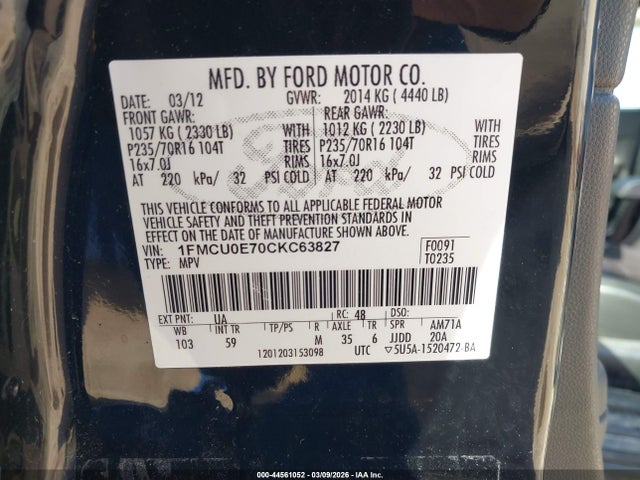 MFD. BY FORD MOTOR CO.
DATE: 03/12 GVWR: 2014 KG ( 4440 LB)
FRONT GAWR: REAR GAWR:
1057 KG ( 2330 LB) WITH 1012 KG ( 2230 LB) WITH
P235/70R16 104T TIRES P235/70R16 104T TIRES
16x7.0J RIMS 16x7.0J RIMS
AT 220 kPa/ 32 PSI COLD AT 220 kPa/ 32 PSI COLD
THIS VEHICLE CONFORMS TO ALL APPLICABLE FEDERAL MOTOR
VEHICLE SAFETY AND THEFT PREVENTION STANDARDS IN
EFFECT ON THE DATE OF MANUFACTURE SHOWN ABOVE.
VIN: 1FMCU0E70CKC63827 F0091
TYPE: MPV T0235
EXT PNT: UA RC: 48 DSO:
WB INT TR TP/PS R AXLE TR SPR AM71A
103 59 M 35 6 JJDD 20A
1201203153098 UTC ▽5U5A-1520472-BA
Ford
000-44561052 | 03/09/2026 | IAA Inc.